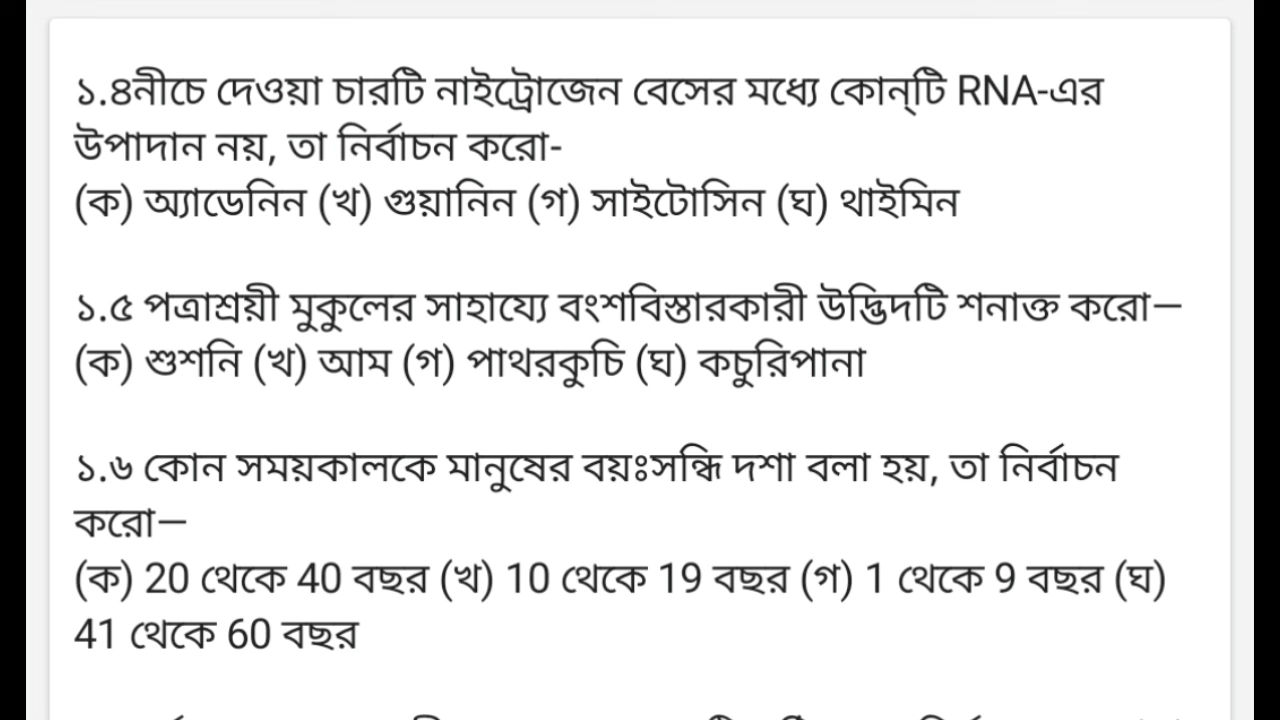 ১.৪নীচে দেওয়া চারটি নাইট্রোজেন বেসের মধ্যে কোন্‌টি RNA-এর
উপাদান নয়, তা নির্বাচন করো-
(ক) অ্যাডেনিন (খ) গুয়ানিন (গ) সাইটোসিন (ঘ) থাইমিন
১.৫ পত্রাশ্রয়ী মুকুলের সাহায্যে বংশবিস্তারকারী উদ্ভিদটি শনাক্ত করো—
(ক) শুশনি (খ) আম (গ) পাথরকুচি (ঘ) কচুরিপানা
১.৬ কোন সময়কালকে মানুষের বয়ঃসন্ধি দশা বলা হয়, তা নির্বাচন
করো—
(ক) 20 থেকে 40 বছর (খ) 10 থেকে 19 বছর (গ) 1 থেকে 9 বছর (ঘ)
41 থেকে 60 বছর